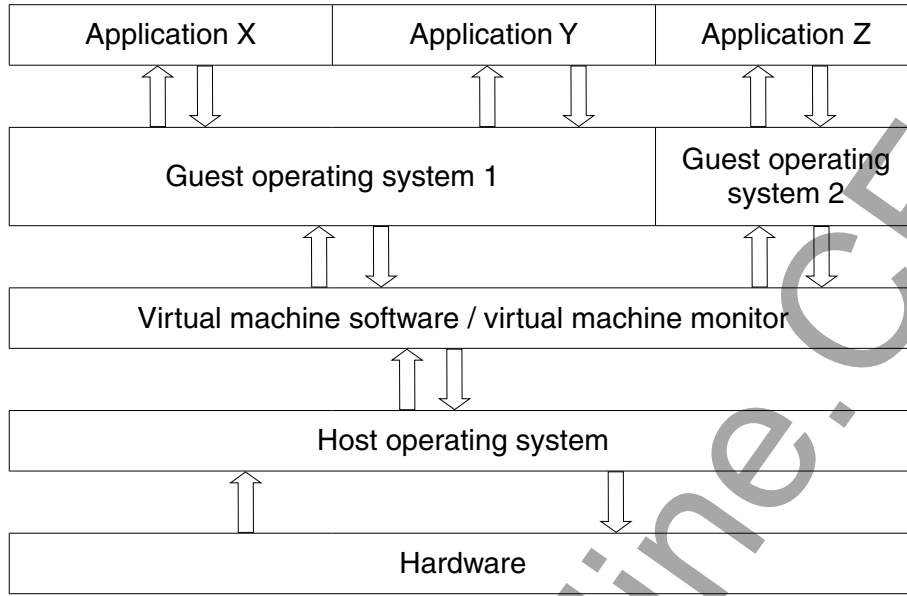 Application X
Application Y
Application Z
Guest operating system 1
Guest operating
system 2
Virtual machine software / virtual machine monitor
Host operating system
Hardware